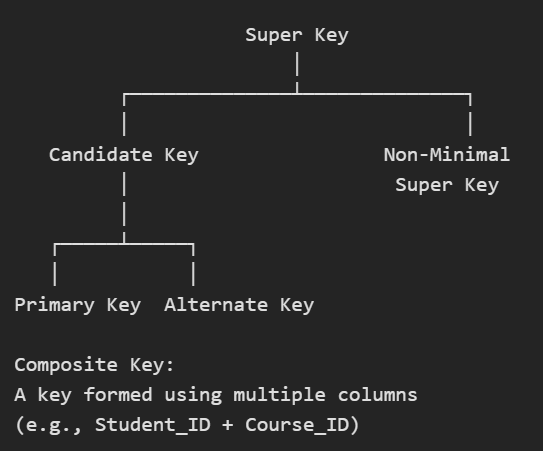 Super Key
Candidate Key Non-Minimal
Super Key
Primary Key Alternate Key
Composite Key:
A key formed using multiple columns
(e.g., Student_ID + Course_ID)